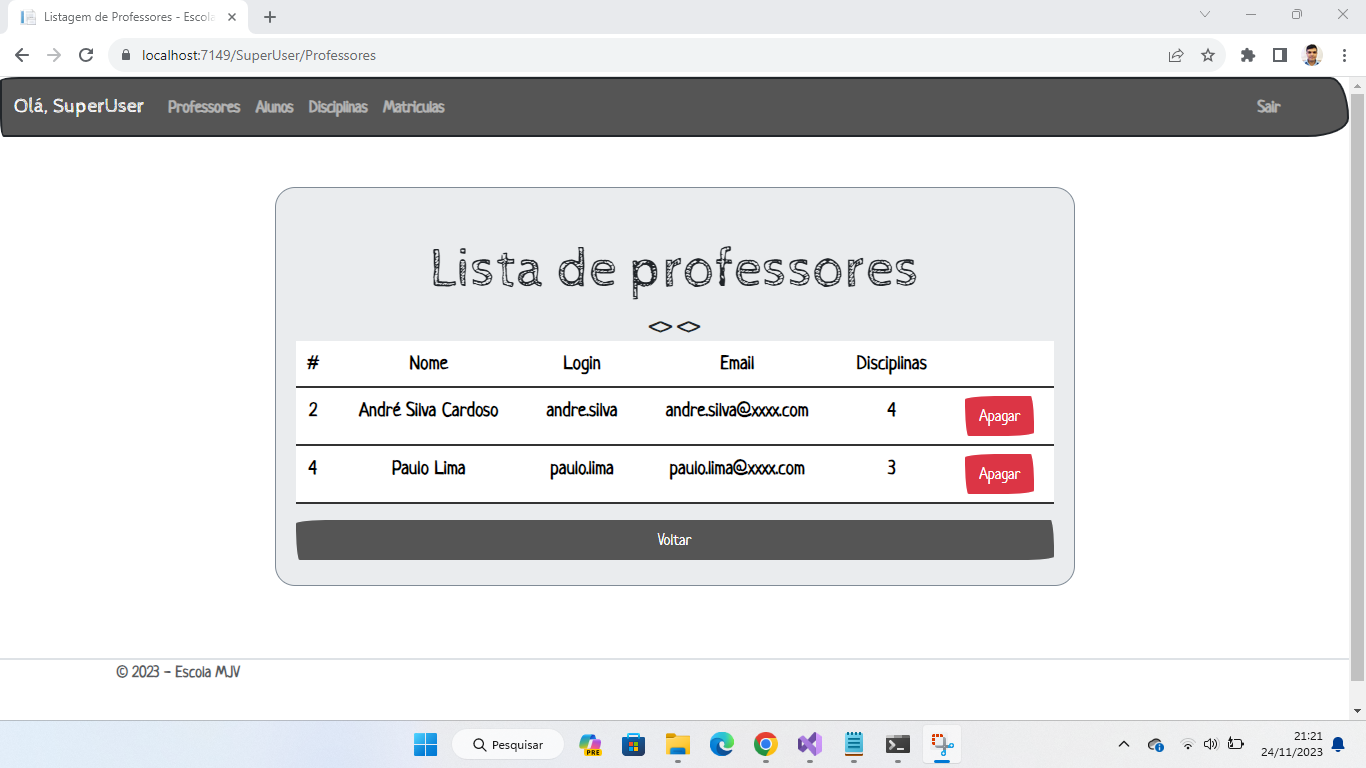 Listagem de Professores - Escola
localhost:7149/SuperUser/Professores
Olá, SuperUser Professores Alunos Disciplinas Matriculas Sair
Lista de professores
<> <>
# Nome Login Email Disciplinas
2 André Silva Cardoso andre.silva andre.silva@xxxx.com 4 Apagar
4 Paulo Lima paulo.lima paulo.lima@xxxx.com 3 Apagar
Voltar
© 2023 - Escola MJV
Pesquisar
PRE
21:21
24/11/2023